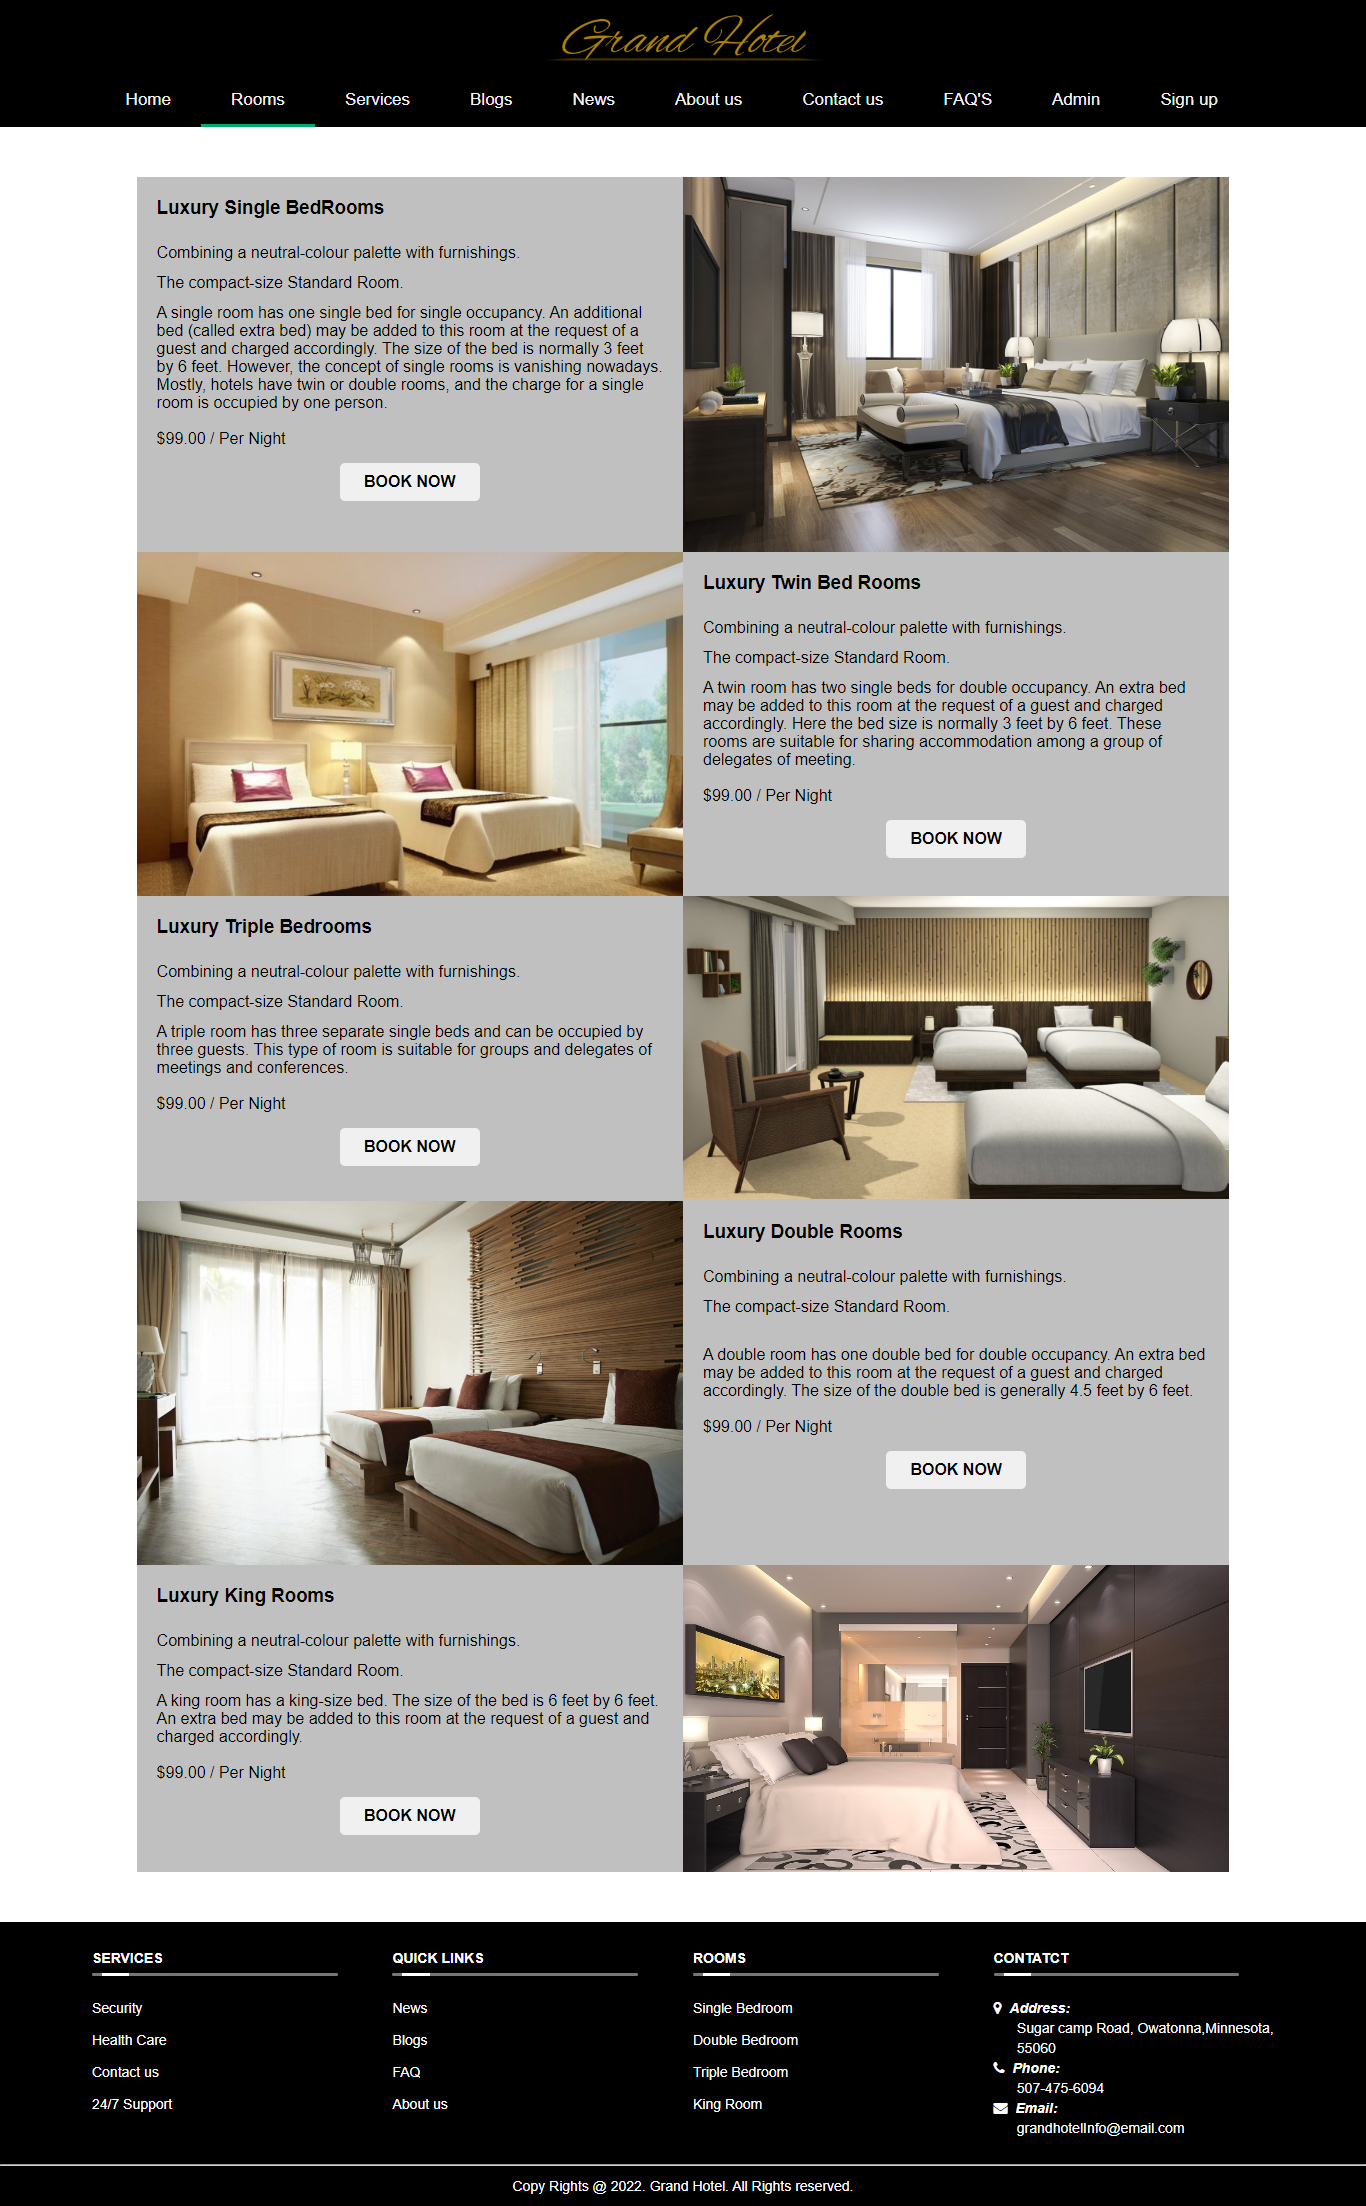 Grand Hotel
Home Rooms Services Blogs News About us Contact us FAQ'S Admin Sign up
Luxury Single BedRooms
Combining a neutral-colour palette with furnishings.
The compact-size Standard Room.
A single room has one single bed for single occupancy. An additional
bed (called extra bed) may be added to this room at the request of a
guest and charged accordingly. The size of the bed is normally 3 feet
by 6 feet. However, the concept of single rooms is vanishing nowadays.
Mostly, hotels have twin or double rooms, and the charge for a single
room is occupied by one person.
$99.00 / Per Night
BOOK NOW
Luxury Twin Bed Rooms
Combining a neutral-colour palette with furnishings.
The compact-size Standard Room.
A twin room has two single beds for double occupancy. An extra bed
may be added to this room at the request of a guest and charged
accordingly. Here the bed size is normally 3 feet by 6 feet. These
rooms are suitable for sharing accommodation among a group of
delegates of meeting.
$99.00 / Per Night
BOOK NOW
Luxury Triple Bedrooms
Combining a neutral-colour palette with furnishings.
The compact-size Standard Room.
A triple room has three separate single beds and can be occupied by
three guests. This type of room is suitable for groups and delegates of
meetings and conferences.
$99.00 / Per Night
BOOK NOW
Luxury Double Rooms
Combining a neutral-colour palette with furnishings.
The compact-size Standard Room.
A double room has one double bed for double occupancy. An extra bed
may be added to this room at the request of a guest and charged
accordingly. The size of the double bed is generally 4.5 feet by 6 feet.
$99.00 / Per Night
BOOK NOW
Luxury King Rooms
Combining a neutral-colour palette with furnishings.
The compact-size Standard Room.
A king room has a king-size bed. The size of the bed is 6 feet by 6 feet.
An extra bed may be added to this room at the request of a guest and
charged accordingly.
$99.00 / Per Night
BOOK NOW
SERVICES
Security
Health Care
Contact us
24/7 Support
QUICK LINKS
News
Blogs
FAQ
About us
ROOMS
Single Bedroom
Double Bedroom
Triple Bedroom
King Room
CONTATCT
Address:
Sugar camp Road, Owatonna,Minnesota,
55060
Phone:
507-475-6094
Email:
grandhotelInfo@email.com
Copy Rights @ 2022. Grand Hotel. All Rights reserved.